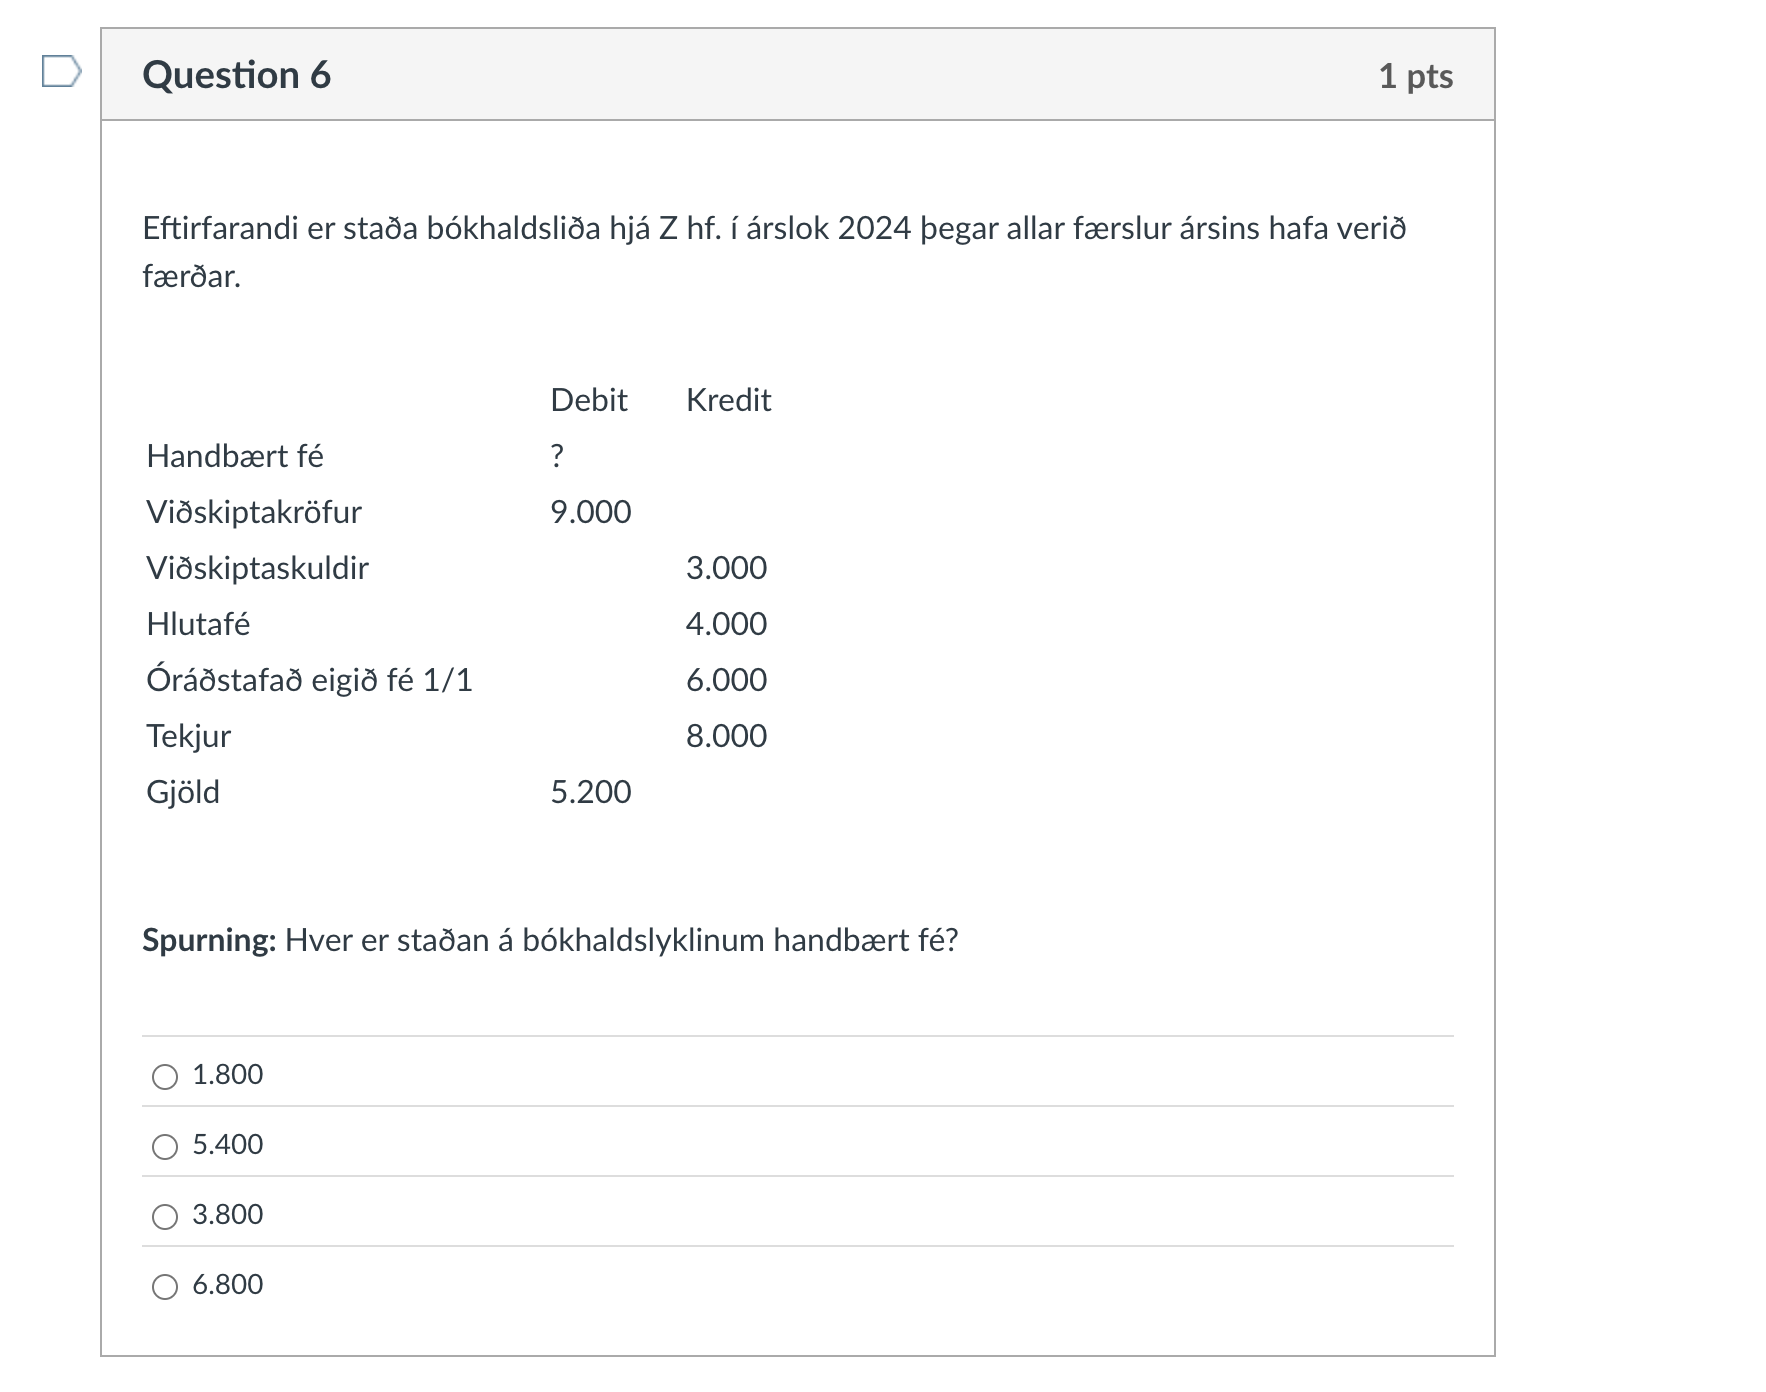 Question 6
1 pts
Eftirfarandi er staða bókhaldsliða hjá Z hf. í árslok 2024 þegar allar færslur ársins hafa verið
færðar.
Debit Kredit
Handbært fé ?
Viðskiptakröfur 9.000
Viðskiptaskuldir 3.000
Hlutafé 4.000
Óráðstafað eigið fé 1/1 6.000
Tekjur 8.000
Gjöld 5.200
Spurning: Hver er staðan á bókhaldslyklinum handbært fé?
1.800
5.400
3.800
6.800